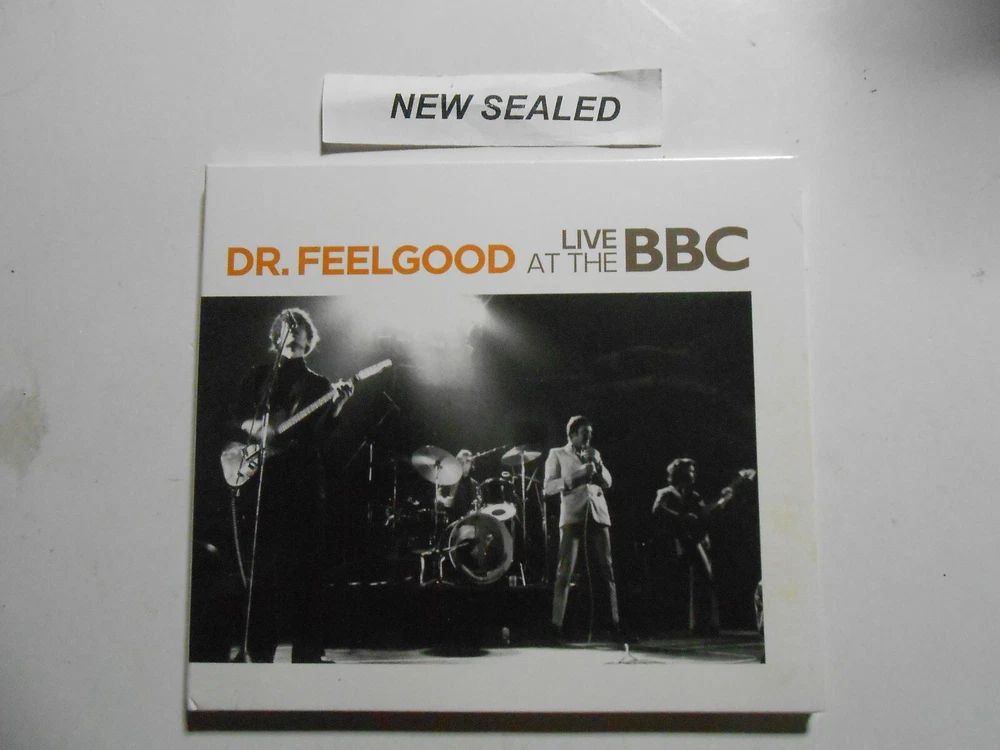 NEW SEALED
DR. FEELGOOD LIVE AT THE BBC